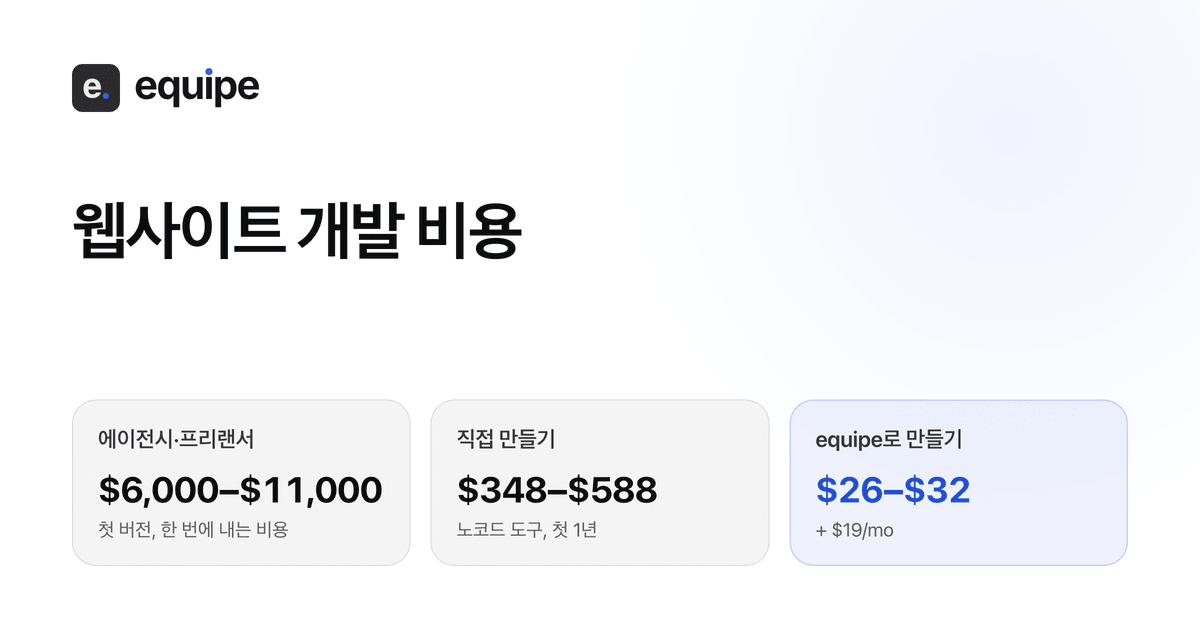 e.
equipe
웹사이트 개발 비용
에이전시·프리랜서
$6,000–$11,000
첫 버전, 한 번에 내는 비용
직접 만들기
$348–$588
노코드 도구, 첫 1년
equipe로 만들기
$26–$32
+ $19/mo